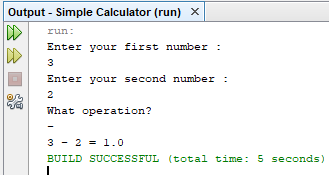 Output - Simple Calculator (run) ×
run:
Enter your first number :
3
Enter your second number :
2
What operation?
-
3 - 2 = 1.0
BUILD SUCCESSFUL (total time: 5 seconds)